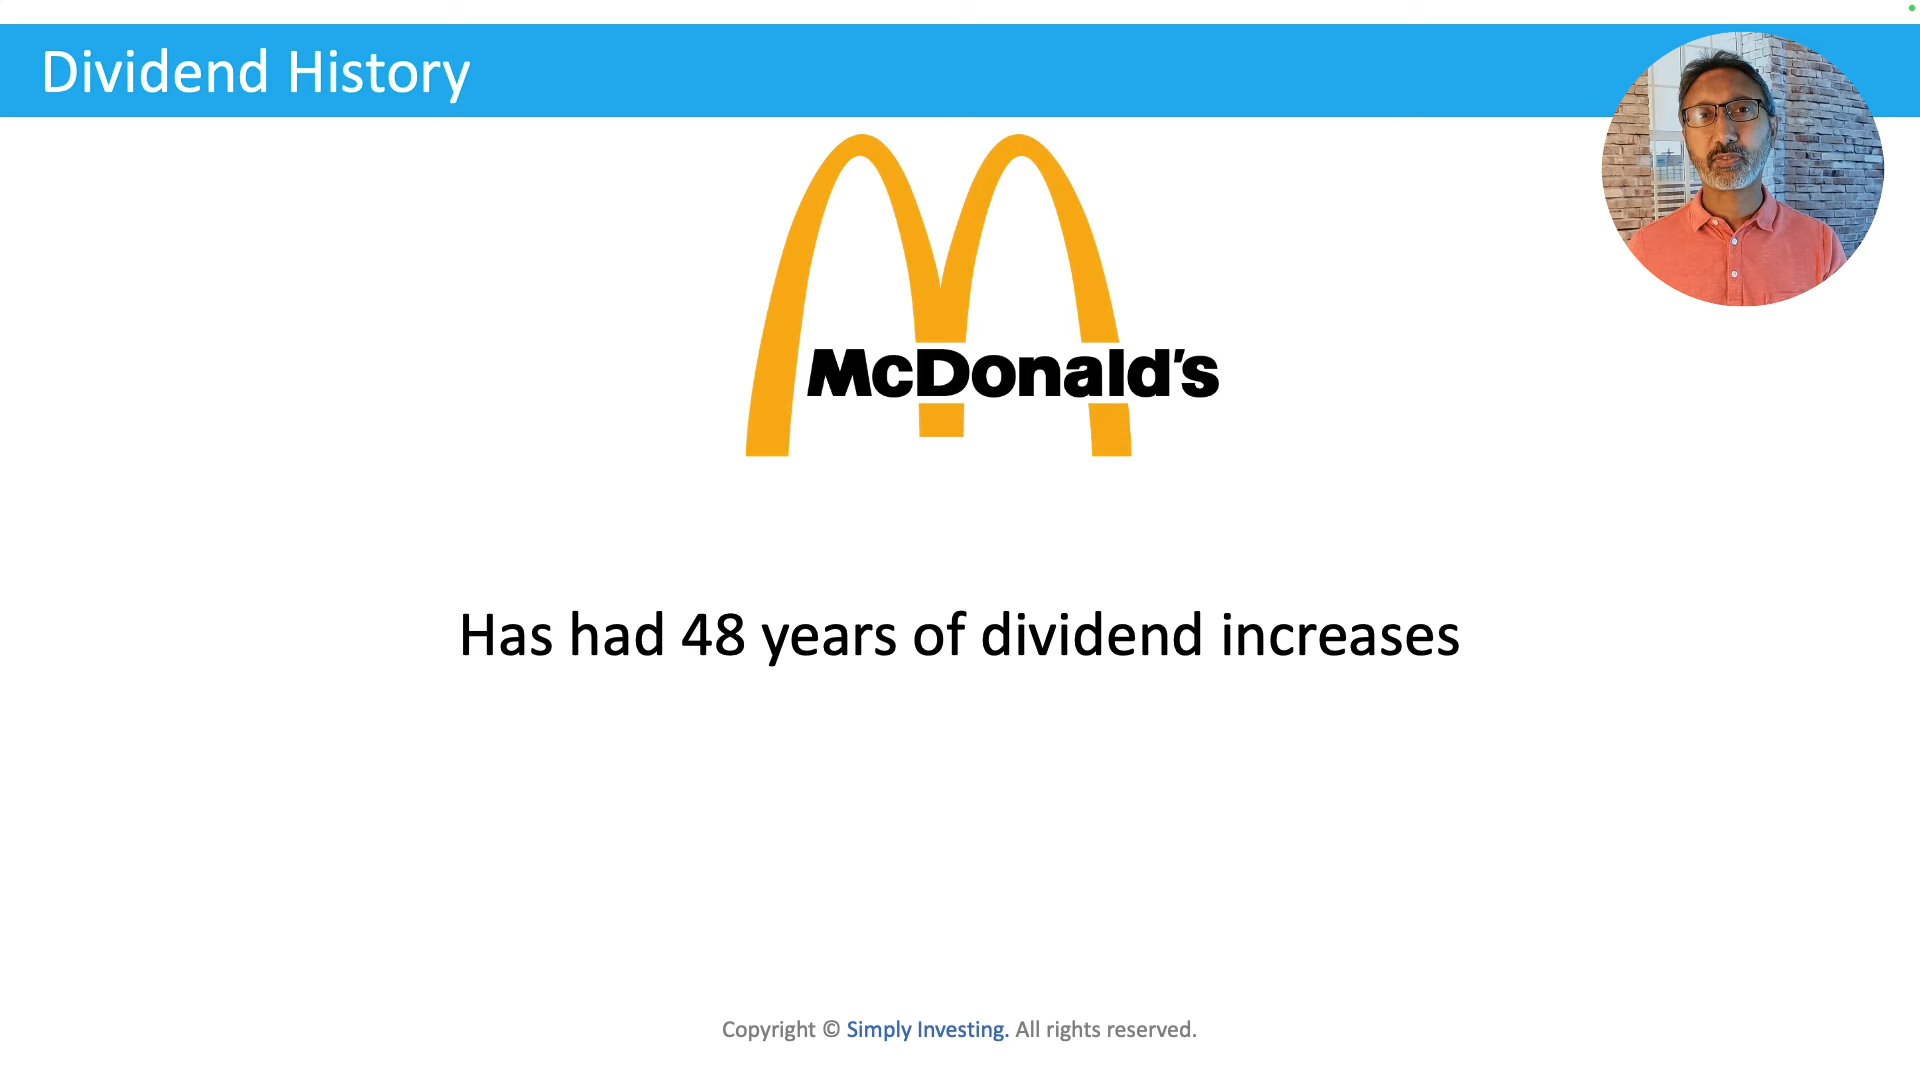 Dividend History
McDonald's
Has had 48 years of dividend increases
Copyright © Simply Investing. All rights reserved.